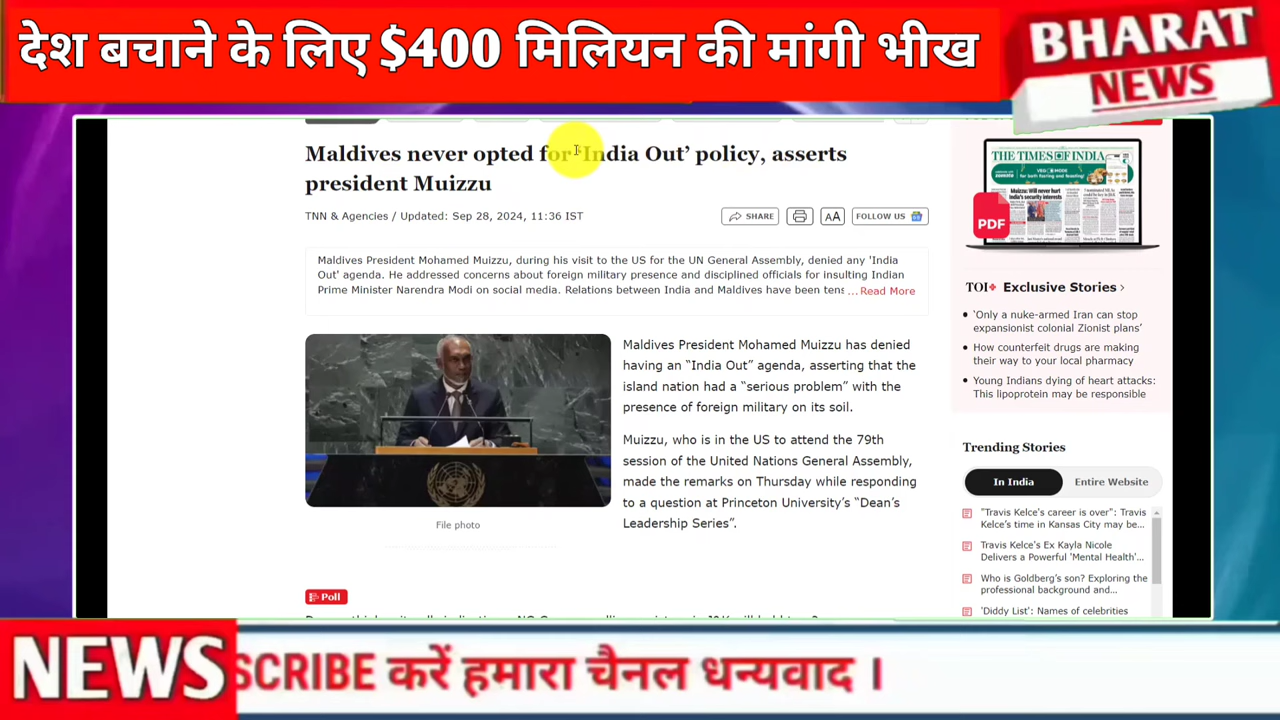 देश बचाने के लिए $400 मिलियन की मांगी भीख
BHARAT
NEWS
Maldives never opted for 'India Out’ policy, asserts
president Muizzu
TNN & Agencies / Updated: Sep 28, 2024, 11:36 IST
SHARE
AA
FOLLOW US
Maldives President Mohamed Muizzu, during his visit to the US for the UN General Assembly, denied any 'India
Out' agenda. He addressed concerns about foreign military presence and disciplined officials for insulting Indian
Prime Minister Narendra Modi on social media. Relations between India and Maldives have been tens
...Read More
Maldives President Mohamed Muizzu has denied
having an “India Out” agenda, asserting that the
island nation had a “serious problem” with the
presence of foreign military on its soil.
Muizzu, who is in the US to attend the 79th
session of the United Nations General Assembly,
made the remarks on Thursday while responding
to a question at Princeton University’s “Dean’s
Leadership Series”.
File photo
Poll
THE TIMES OF INDIA
Muizzu: Will never hurt
India's security interests
PDF
TOI Exclusive Stories ›
‘Only a nuke-armed Iran can stop
expansionist colonial Zionist plans’
How counterfeit drugs are making
their way to your local pharmacy
Young Indians dying of heart attacks:
This lipoprotein may be responsible
Trending Stories
In India
Entire Website
"Travis Kelce's career is over": Travis
Kelce's time in Kansas City may be...
Travis Kelce’s Ex Kayla Nicole
Delivers a Powerful 'Mental Health'...
Who is Goldberg’s son? Exploring the
professional background and...
'Diddy List': Names of celebrities
NEWS
SCRIBE करें हमारा चैनल धन्यवाद ।